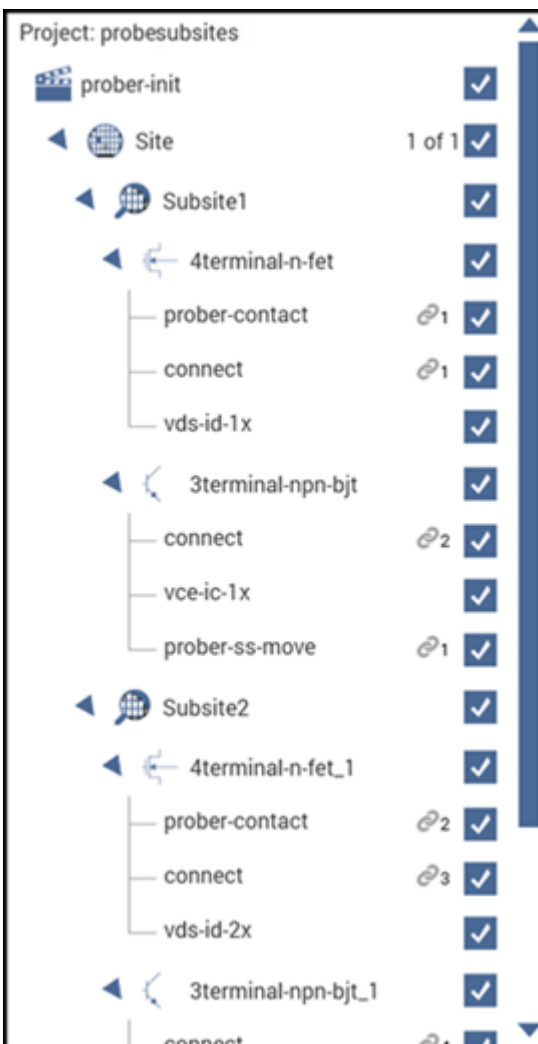 Project: probesubsites
prober-init
Site 1 of 1
Subsite1
4terminal-n-fet
prober-contact 1
connect 1
vds-id-1x
3terminal-npn-bjt
connect 2
vce-ic-1x
prober-ss-move 1
Subsite2
4terminal-n-fet_1
prober-contact 2
connect 3
vds-id-2x
3terminal-npn-bjt_1
connect